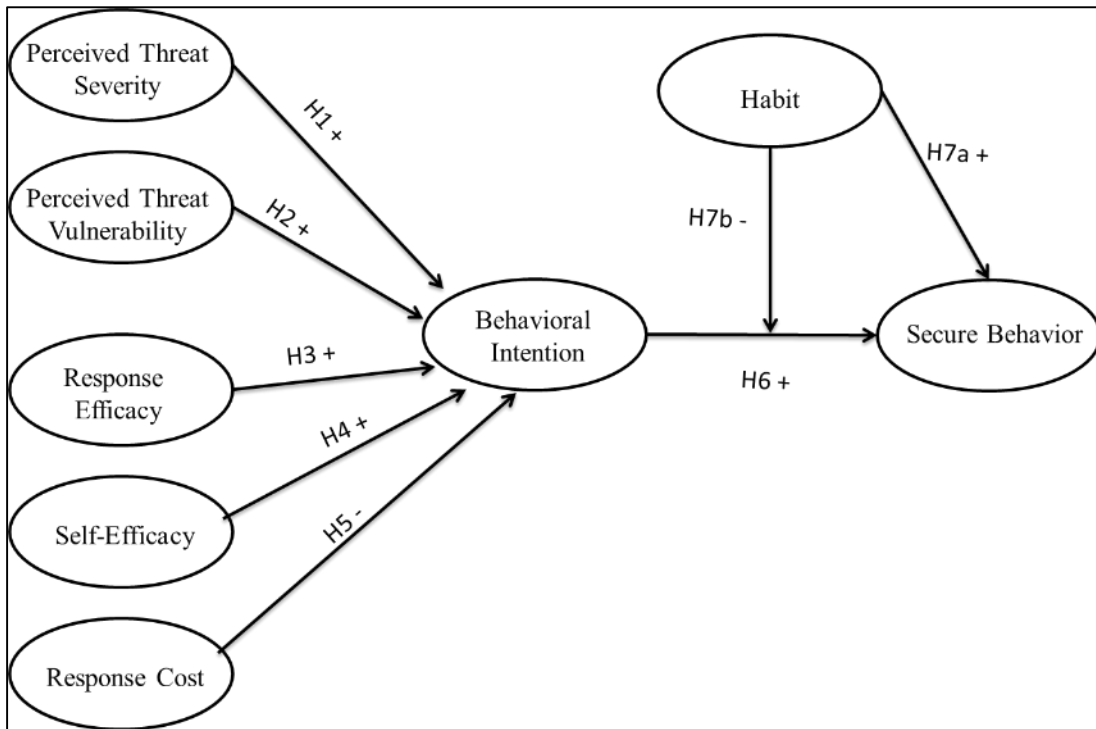 Perceived Threat
Severity
H1 +
Perceived Threat
Vulnerability
H2 +
Response
Efficacy
H3 +
Self-Efficacy
H4 +
Response Cost
H5 -
Behavioral
Intention
H6 +
Habit
H7a +
H7b -
Secure Behavior